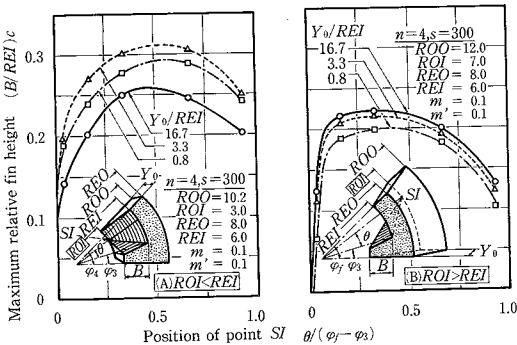 Maximum relative fin height (B/REI)c
0.3
0.2
0.1
0
Y₀/REI
16.7
3.3
0.8
n=4, s=300
ROO=10.2
ROI= 3.0
REO= 8.0
REI= 6.0
m = 0.1
m′= 0.1
-Y₀-
REO
ROO
ROI
REI
SI
θ
φ₄ φ₃
B
(A)ROI<REI
0.0 0.5 1.0
Y₀/REI
16.7
3.3
0.8
n=4, s=300
ROO=12.0
ROI= 7.0
REO= 8.0
REI= 6.0
m = 0.1
m′= 0.1
ROO
REO
ROI
REI
SI
θ
Y₀
φf φ₃
B
(B)ROI>REI
0.0 0.5 1.0
Position of point SI θ/(φf−φ₃)